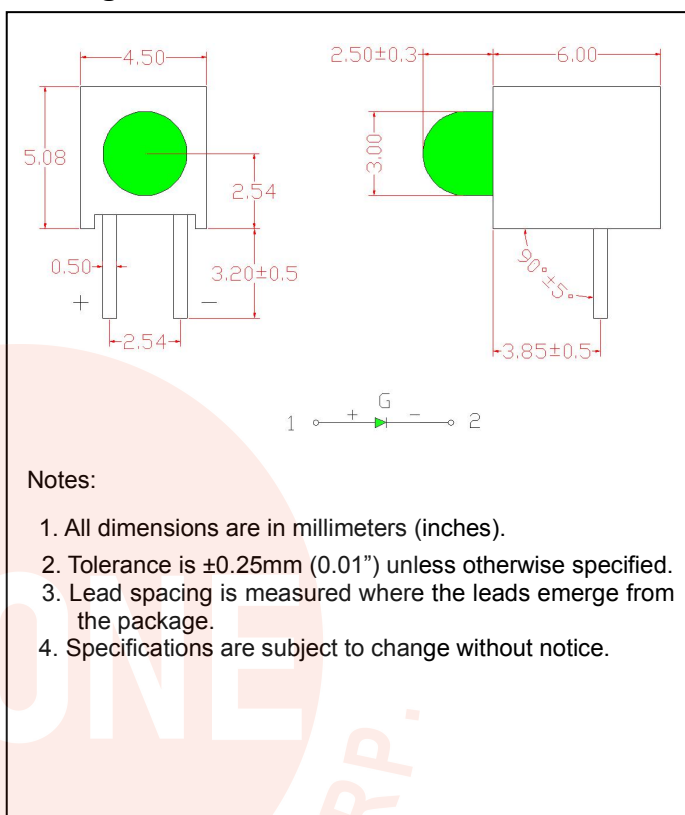 4.50
2.50±0.3
6.00
5.08
3.00
2.54
0.50
3.20±0.5
90°±5°
+
−
2.54
3.85±0.5
G
1
+
−
2
Notes:
1. All dimensions are in millimeters (inches).
2. Tolerance is ±0.25mm (0.01”) unless otherwise specified.
3. Lead spacing is measured where the leads emerge from
the package.
4. Specifications are subject to change without notice.
ONE
RP.